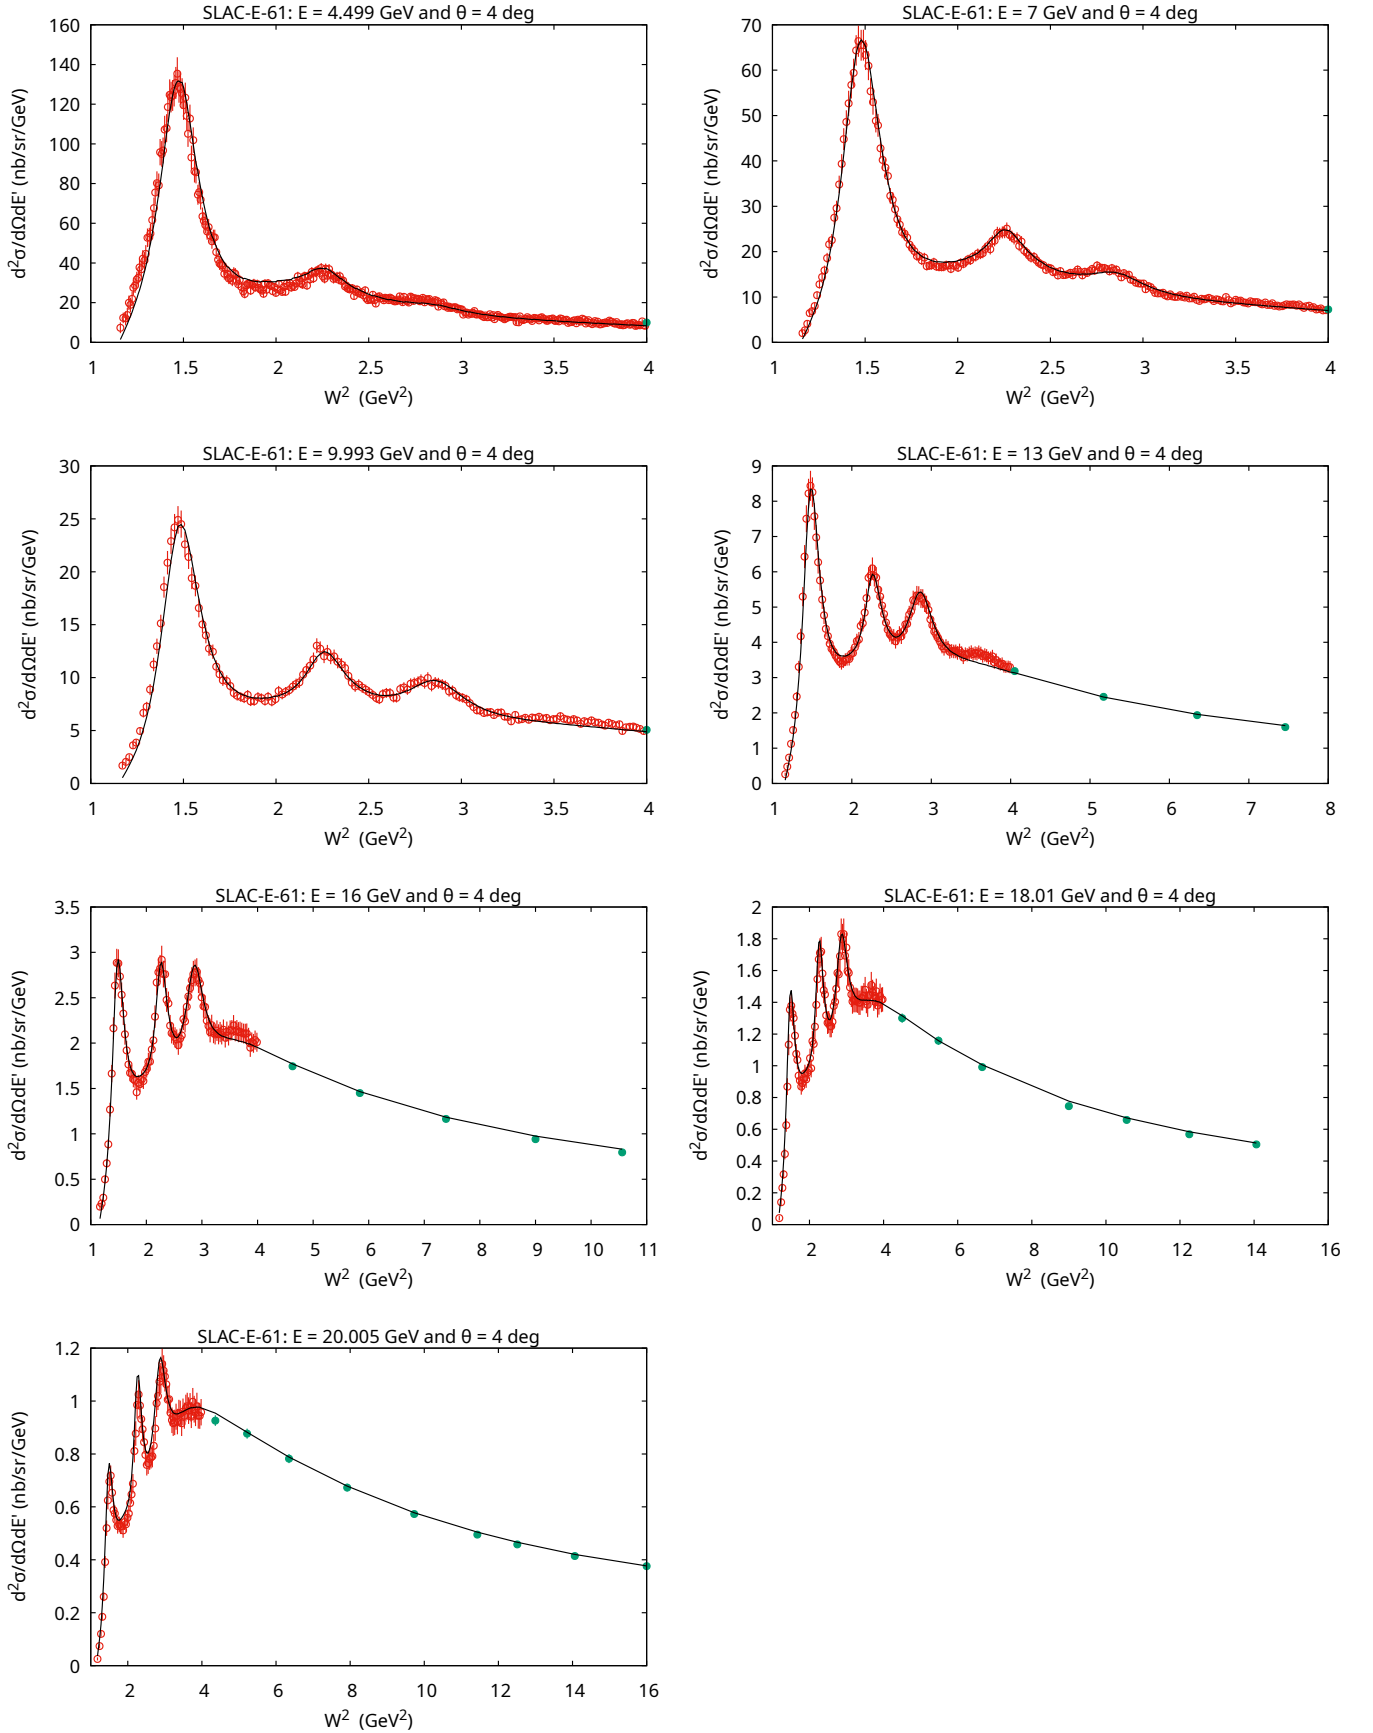 SLAC-E-61: E = 4.499 GeV and θ = 4 deg
d²σ/dΩdE' (nb/sr/GeV)
160
140
120
100
80
60
40
20
0
1 1.5 2 2.5 3 3.5 4
W² (GeV²)
SLAC-E-61: E = 7 GeV and θ = 4 deg
d²σ/dΩdE' (nb/sr/GeV)
70
60
50
40
30
20
10
0
1 1.5 2 2.5 3 3.5 4
W² (GeV²)
SLAC-E-61: E = 9.993 GeV and θ = 4 deg
d²σ/dΩdE' (nb/sr/GeV)
30
25
20
15
10
5
0
1 1.5 2 2.5 3 3.5 4
W² (GeV²)
SLAC-E-61: E = 13 GeV and θ = 4 deg
d²σ/dΩdE' (nb/sr/GeV)
9
8
7
6
5
4
3
2
1
0
1 2 3 4 5 6 7 8
W² (GeV²)
SLAC-E-61: E = 16 GeV and θ = 4 deg
d²σ/dΩdE' (nb/sr/GeV)
3.5
3
2.5
2
1.5
1
0.5
0
1 2 3 4 5 6 7 8 9 10 11
W² (GeV²)
SLAC-E-61: E = 18.01 GeV and θ = 4 deg
d²σ/dΩdE' (nb/sr/GeV)
2
1.8
1.6
1.4
1.2
1
0.8
0.6
0.4
0.2
0
2 4 6 8 10 12 14 16
W² (GeV²)
SLAC-E-61: E = 20.005 GeV and θ = 4 deg
d²σ/dΩdE' (nb/sr/GeV)
1.2
1
0.8
0.6
0.4
0.2
0
2 4 6 8 10 12 14 16
W² (GeV²)